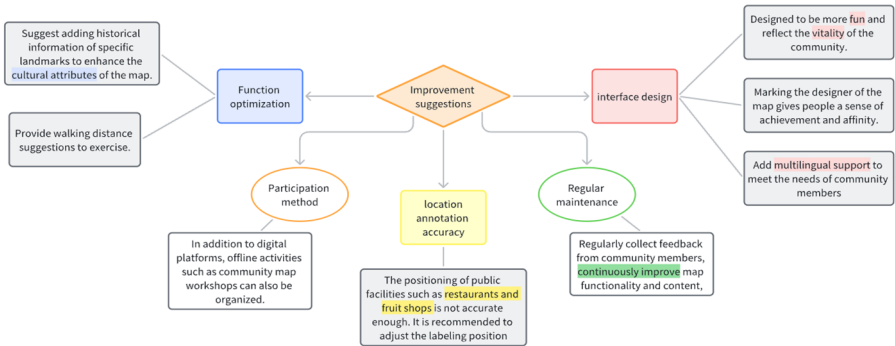 Suggest adding historical
information of specific
landmarks to enhance the
cultural attributes of the map.
Provide walking distance
suggestions to exercise.
Function
optimization
Improvement
suggestions
interface design
Designed to be more fun and
reflect the vitality of the
community.
Marking the designer of the
map gives people a sense of
achievement and affinity.
Add multilingual support to
meet the needs of community
members
Participation
method
In addition to digital
platforms, offline activities
such as community map
workshops can also be
organized.
location
annotation
accuracy
The positioning of public
facilities such as restaurants and
fruit shops is not accurate
enough. It is recommended to
adjust the labeling position
Regular
maintenance
Regularly collect feedback
from community members,
continuously improve map
functionality and content,